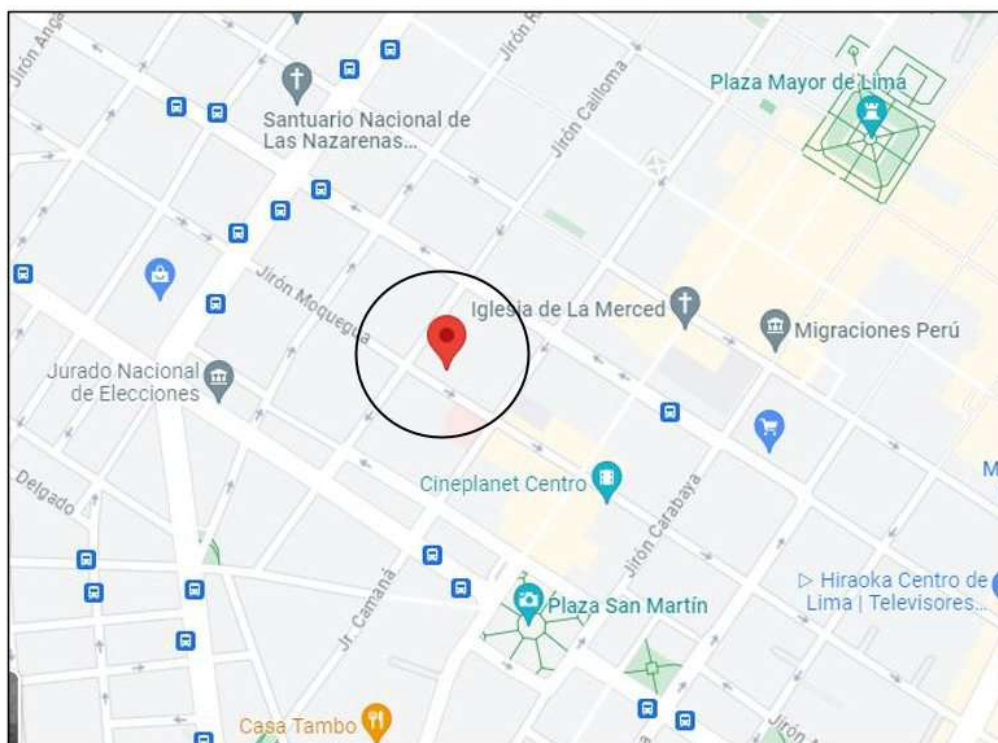 Jirón Anga
Jirón R
Plaza Mayor de Lima
Jirón Cailloma
Santuario Nacional de
Las Nazarenas...
Jirón Moquegua
Iglesia de La Merced
Migraciones Perú
Jurado Nacional
de Elecciones
Delgado
Cineplanet Centro
M
Jirón Carabaya
▷ Hiraoka Centro de
Lima | Televisores...
Jr. Camaná
Plaza San Martín
Casa Tambo
Jirón A